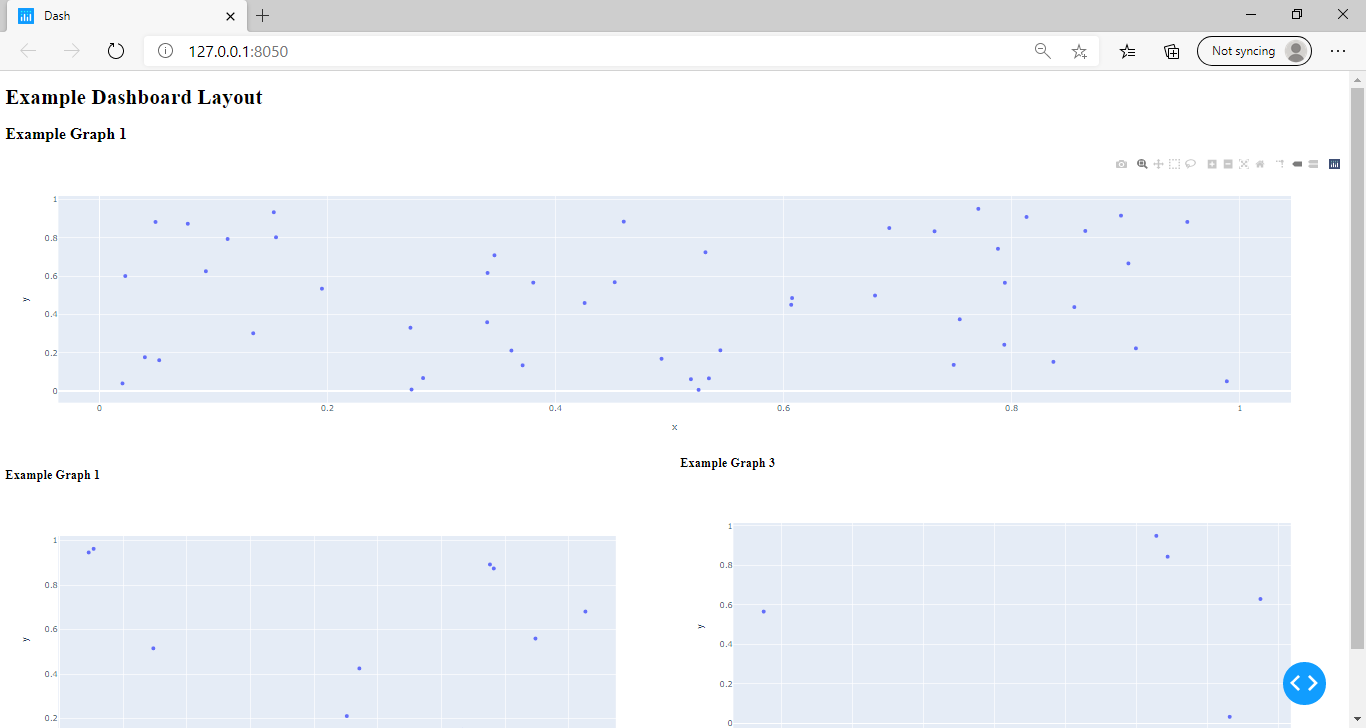 Dash
127.0.0.1:8050
Not syncing
Example Dashboard Layout
Example Graph 1
1
0.8
0.6
0.4
0.2
0
y
0 0.2 0.4 0.6 0.8 1
x
Example Graph 3
Example Graph 1
1
0.8
0.6
0.4
0.2
y
1
0.8
0.6
0.4
0.2
0
y